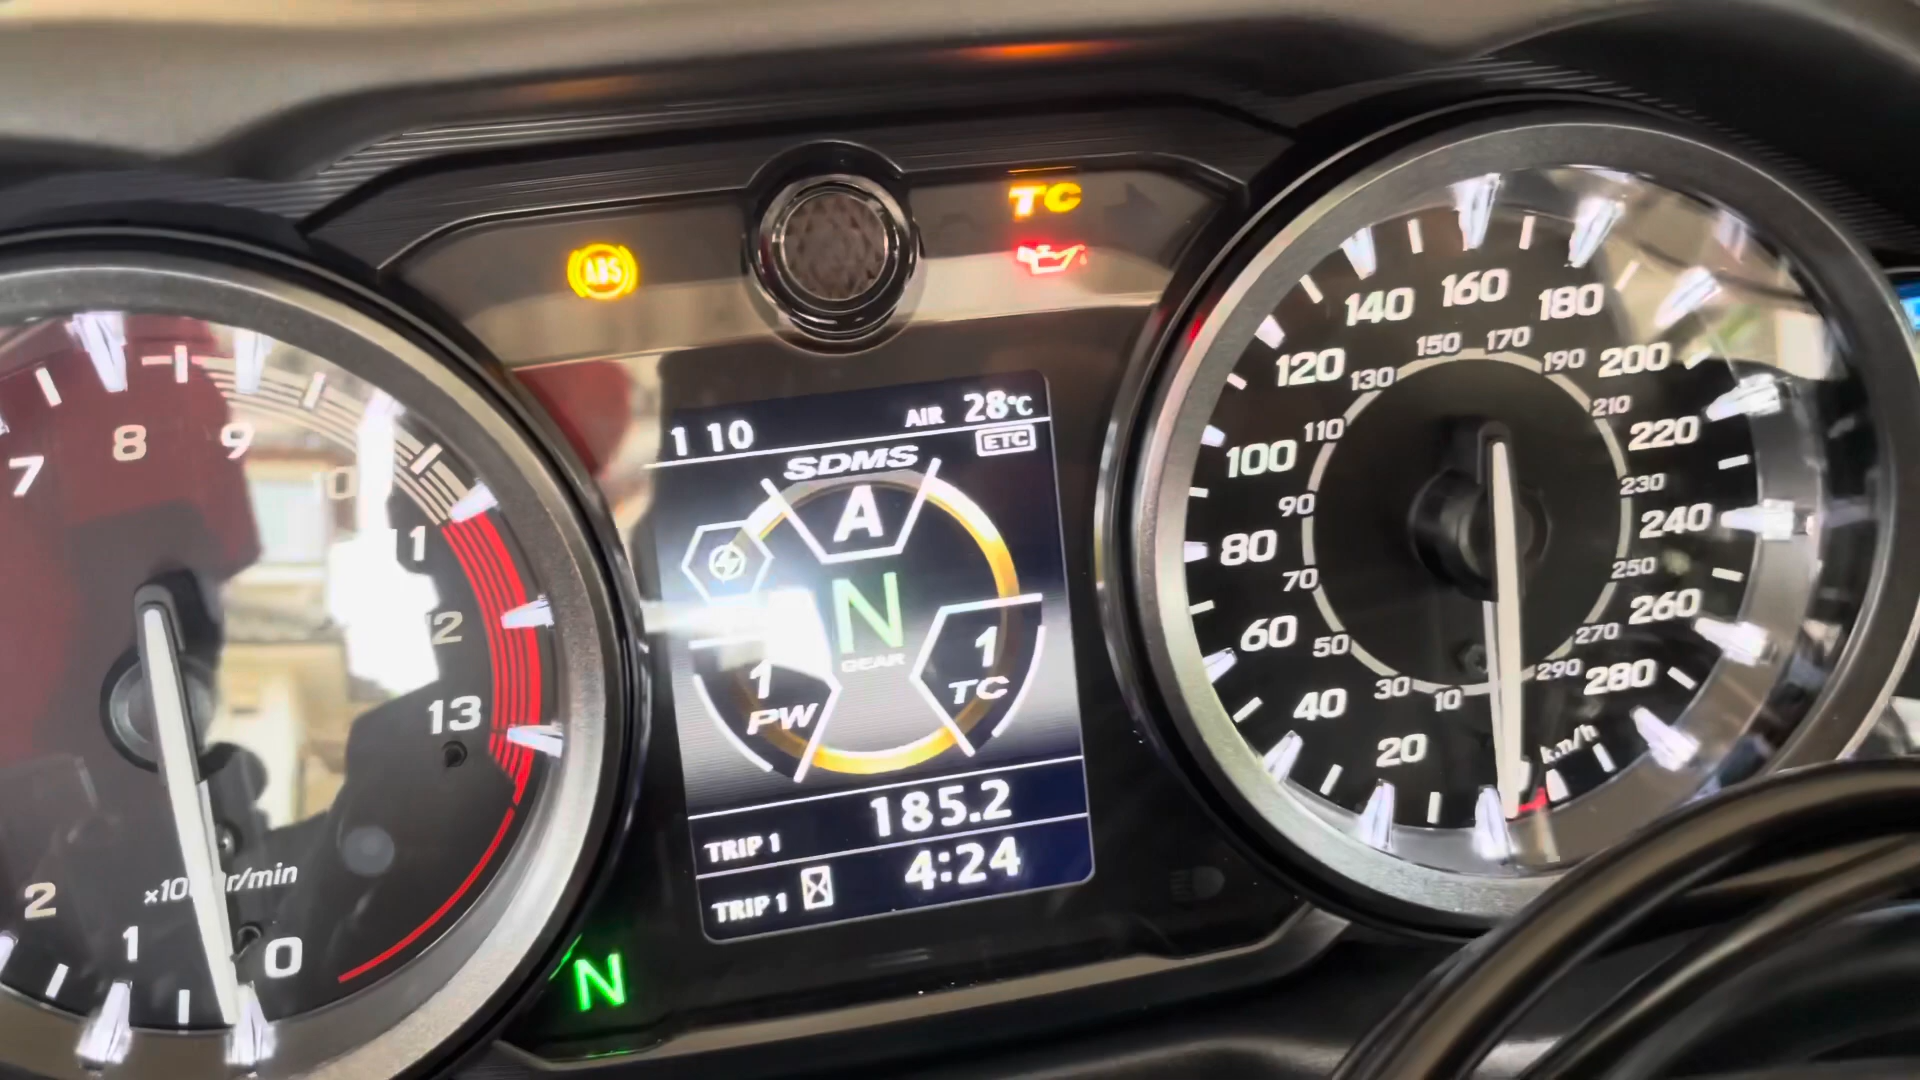 ABS
TC
7
8
9
11
12
13
2
1
0
r/min
N
1 10
AIR 28°C
ETC
SDMS
A
N
GEAR
1
PW
1
TC
TRIP 1 185.2
TRIP 1 4:24
20
40
60
80
100
120
140
160
180
200
220
240
260
280
10
30
50
70
90
110
130
150
170
190
210
230
250
270
290
km/h